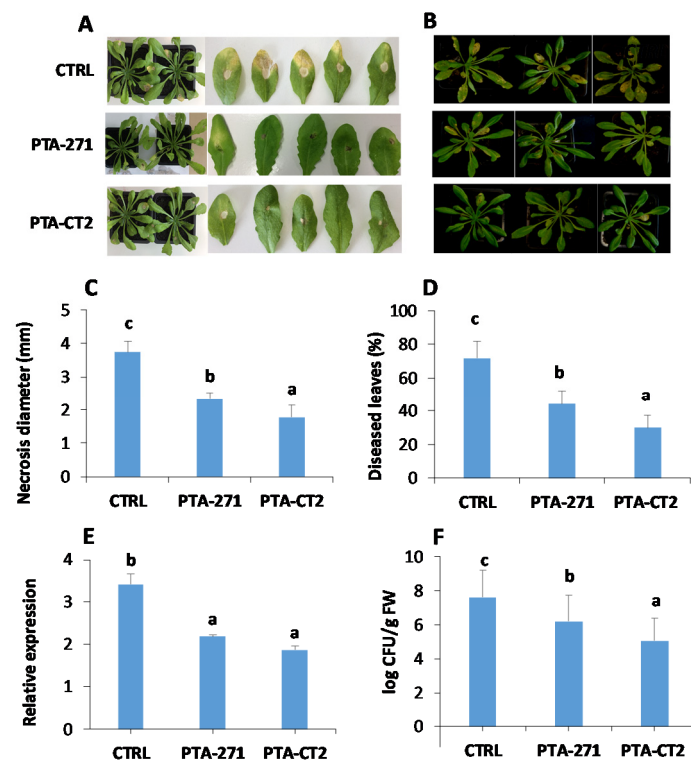 A
B
CTRL
PTA-271
PTA-CT2
C
Necrosis diameter (mm)
5
4
3
2
1
0
c
b
a
CTRL PTA-271 PTA-CT2
D
Diseased leaves (%)
100
80
60
40
20
0
c
b
a
CTRL PTA-271 PTA-CT2
E
Relative expression
4
3
2
1
0
b
a
a
CTRL PTA-271 PTA-CT2
F
log CFU/g FW
10
8
6
4
2
0
c
b
a
CTRL PTA-271 PTA-CT2